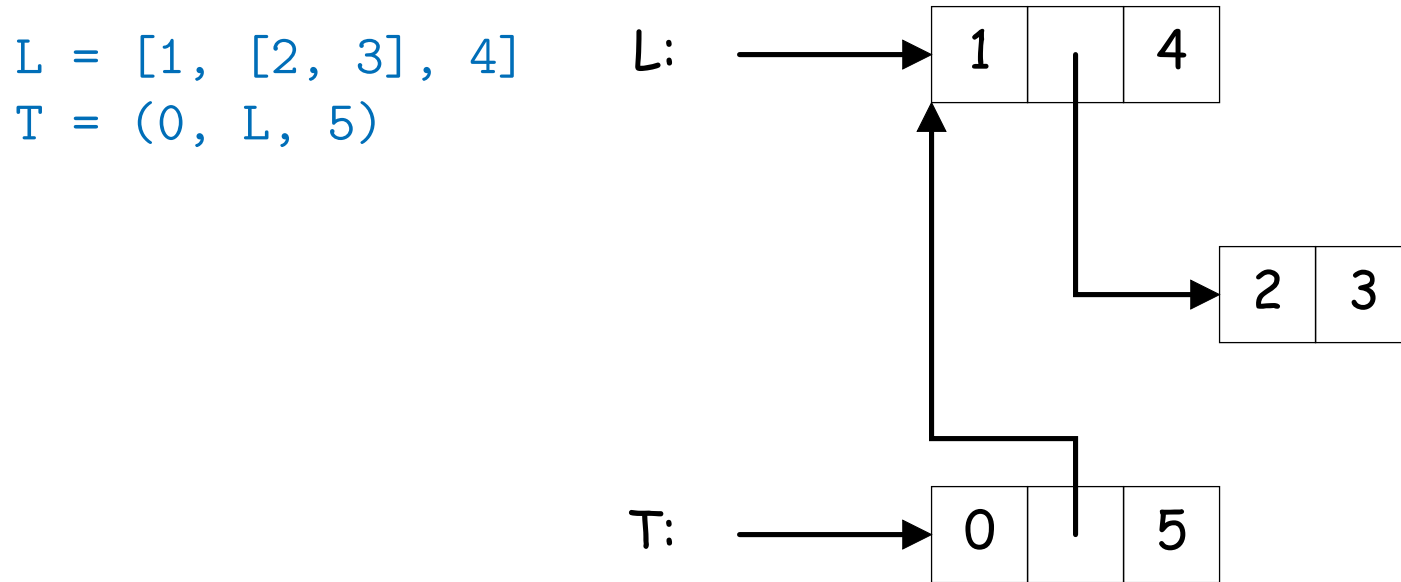 L = [1, [2, 3], 4]
T = (0, L, 5)
L:
1 4
2 3
T:
0 5